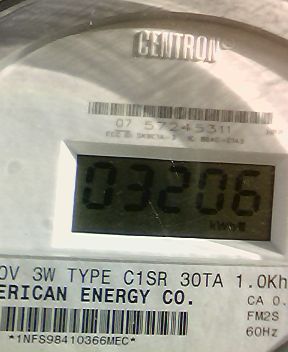 CENTRON
07 57245311
03206
0V 3W TYPE C1SR 30TA 1.0Kh
ERICAN ENERGY CO.
CA 0.
FM2S
60Hz
*1NFS98410366MEC*